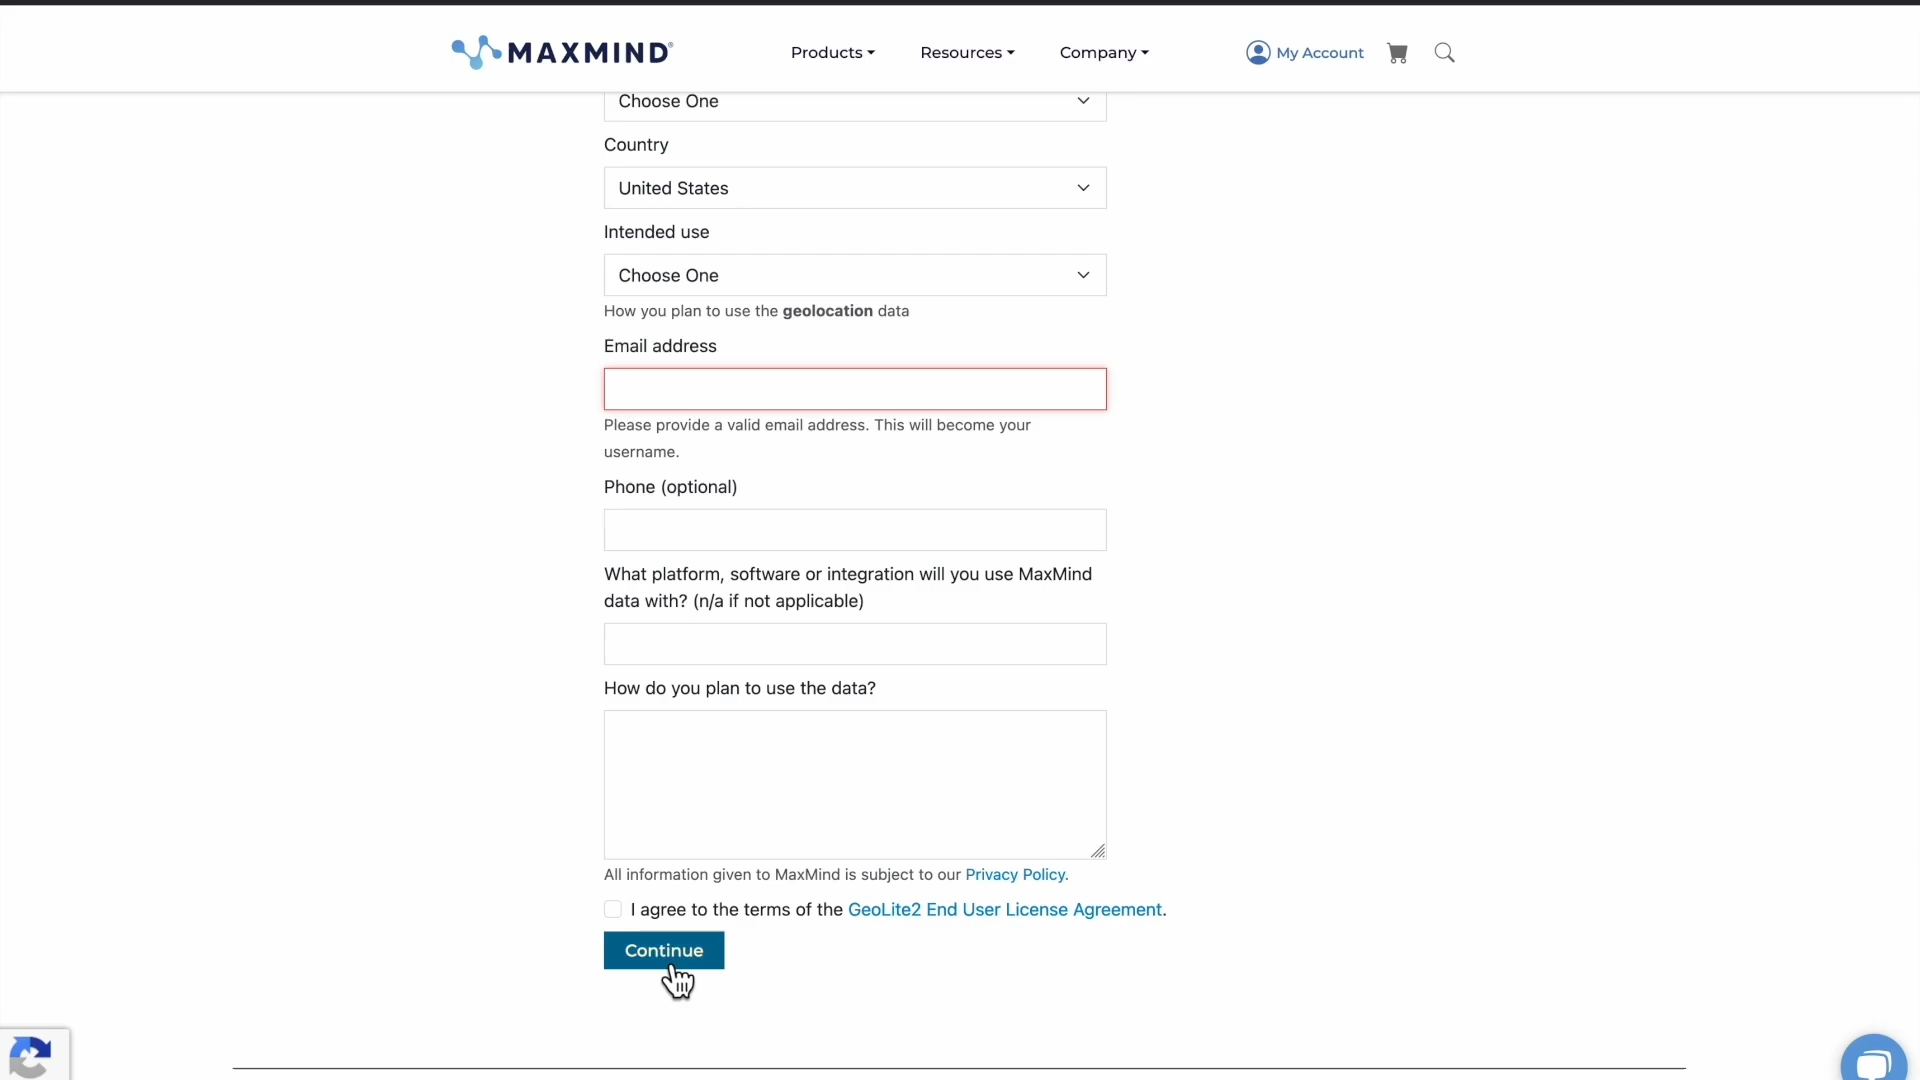 MAXMIND®
Products
Resources
Company
My Account
Choose One
Country
United States
Intended use
Choose One
How you plan to use the geolocation data
Email address
Please provide a valid email address. This will become your
username.
Phone (optional)
What platform, software or integration will you use MaxMind
data with? (n/a if not applicable)
How do you plan to use the data?
All information given to MaxMind is subject to our Privacy Policy.
I agree to the terms of the GeoLite2 End User License Agreement.
Continue